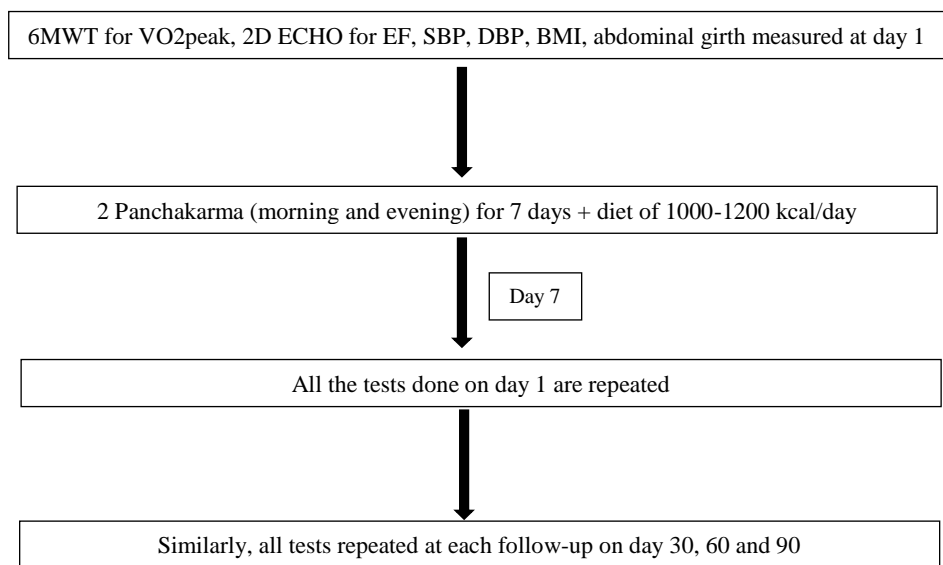 6MWT for VO2peak, 2D ECHO for EF, SBP, DBP, BMI, abdominal girth measured at day 1
2 Panchakarma (morning and evening) for 7 days + diet of 1000-1200 kcal/day
Day 7
All the tests done on day 1 are repeated
Similarly, all tests repeated at each follow-up on day 30, 60 and 90